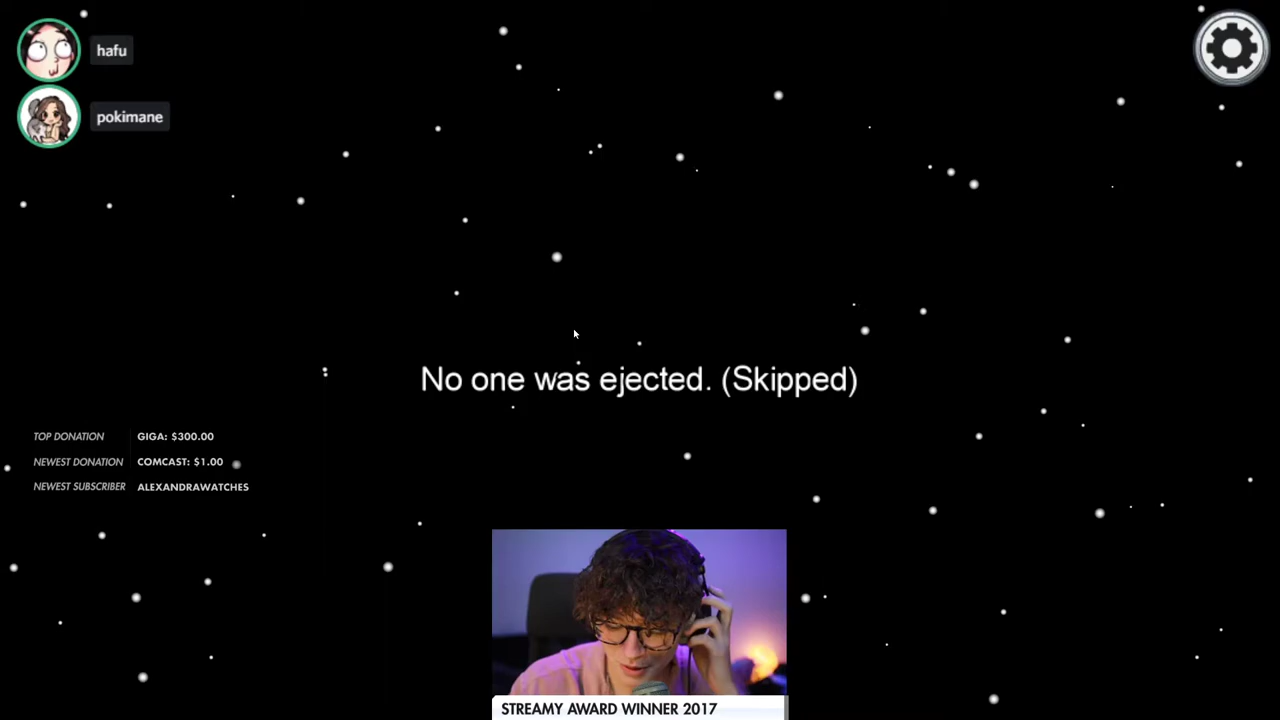 hafu
pokimane
No one was ejected. (Skipped)
TOP DONATION GIGA: $300.00
NEWEST DONATION COMCAST: $1.00
NEWEST SUBSCRIBER ALEXANDRAWATCHES
STREAMY AWARD WINNER 2017